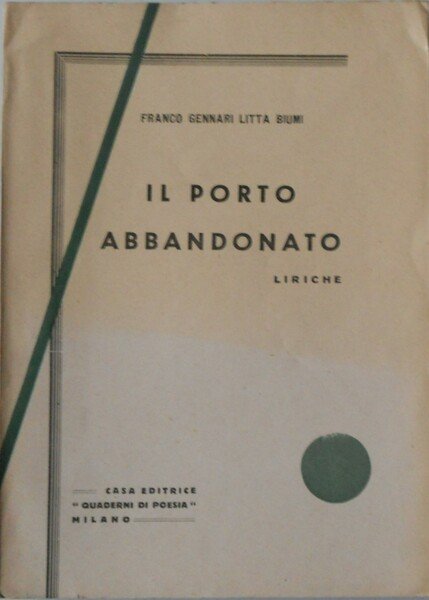 FRANCO GENNARI LITTA BIUMI
IL PORTO
ABBANDONATO
LIRICHE
CASA EDITRICE
"QUADERNI DI POESIA"
MILANO